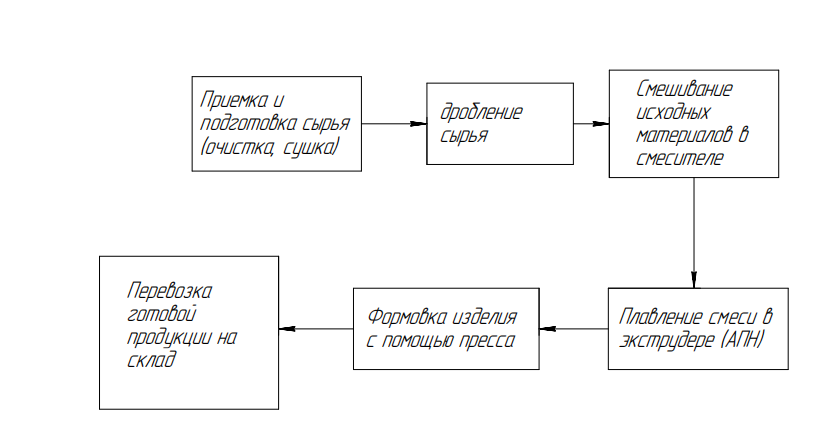 Приемка и
подготовка сырья
(очистка, сушка)
дробление
сырья
Смешивание
исходных
материалов в
смесителе
Плавление смеси в
экструдере (АПН)
Формовка изделия
с помощью пресса
Перевозка
готовой
продукции на
склад